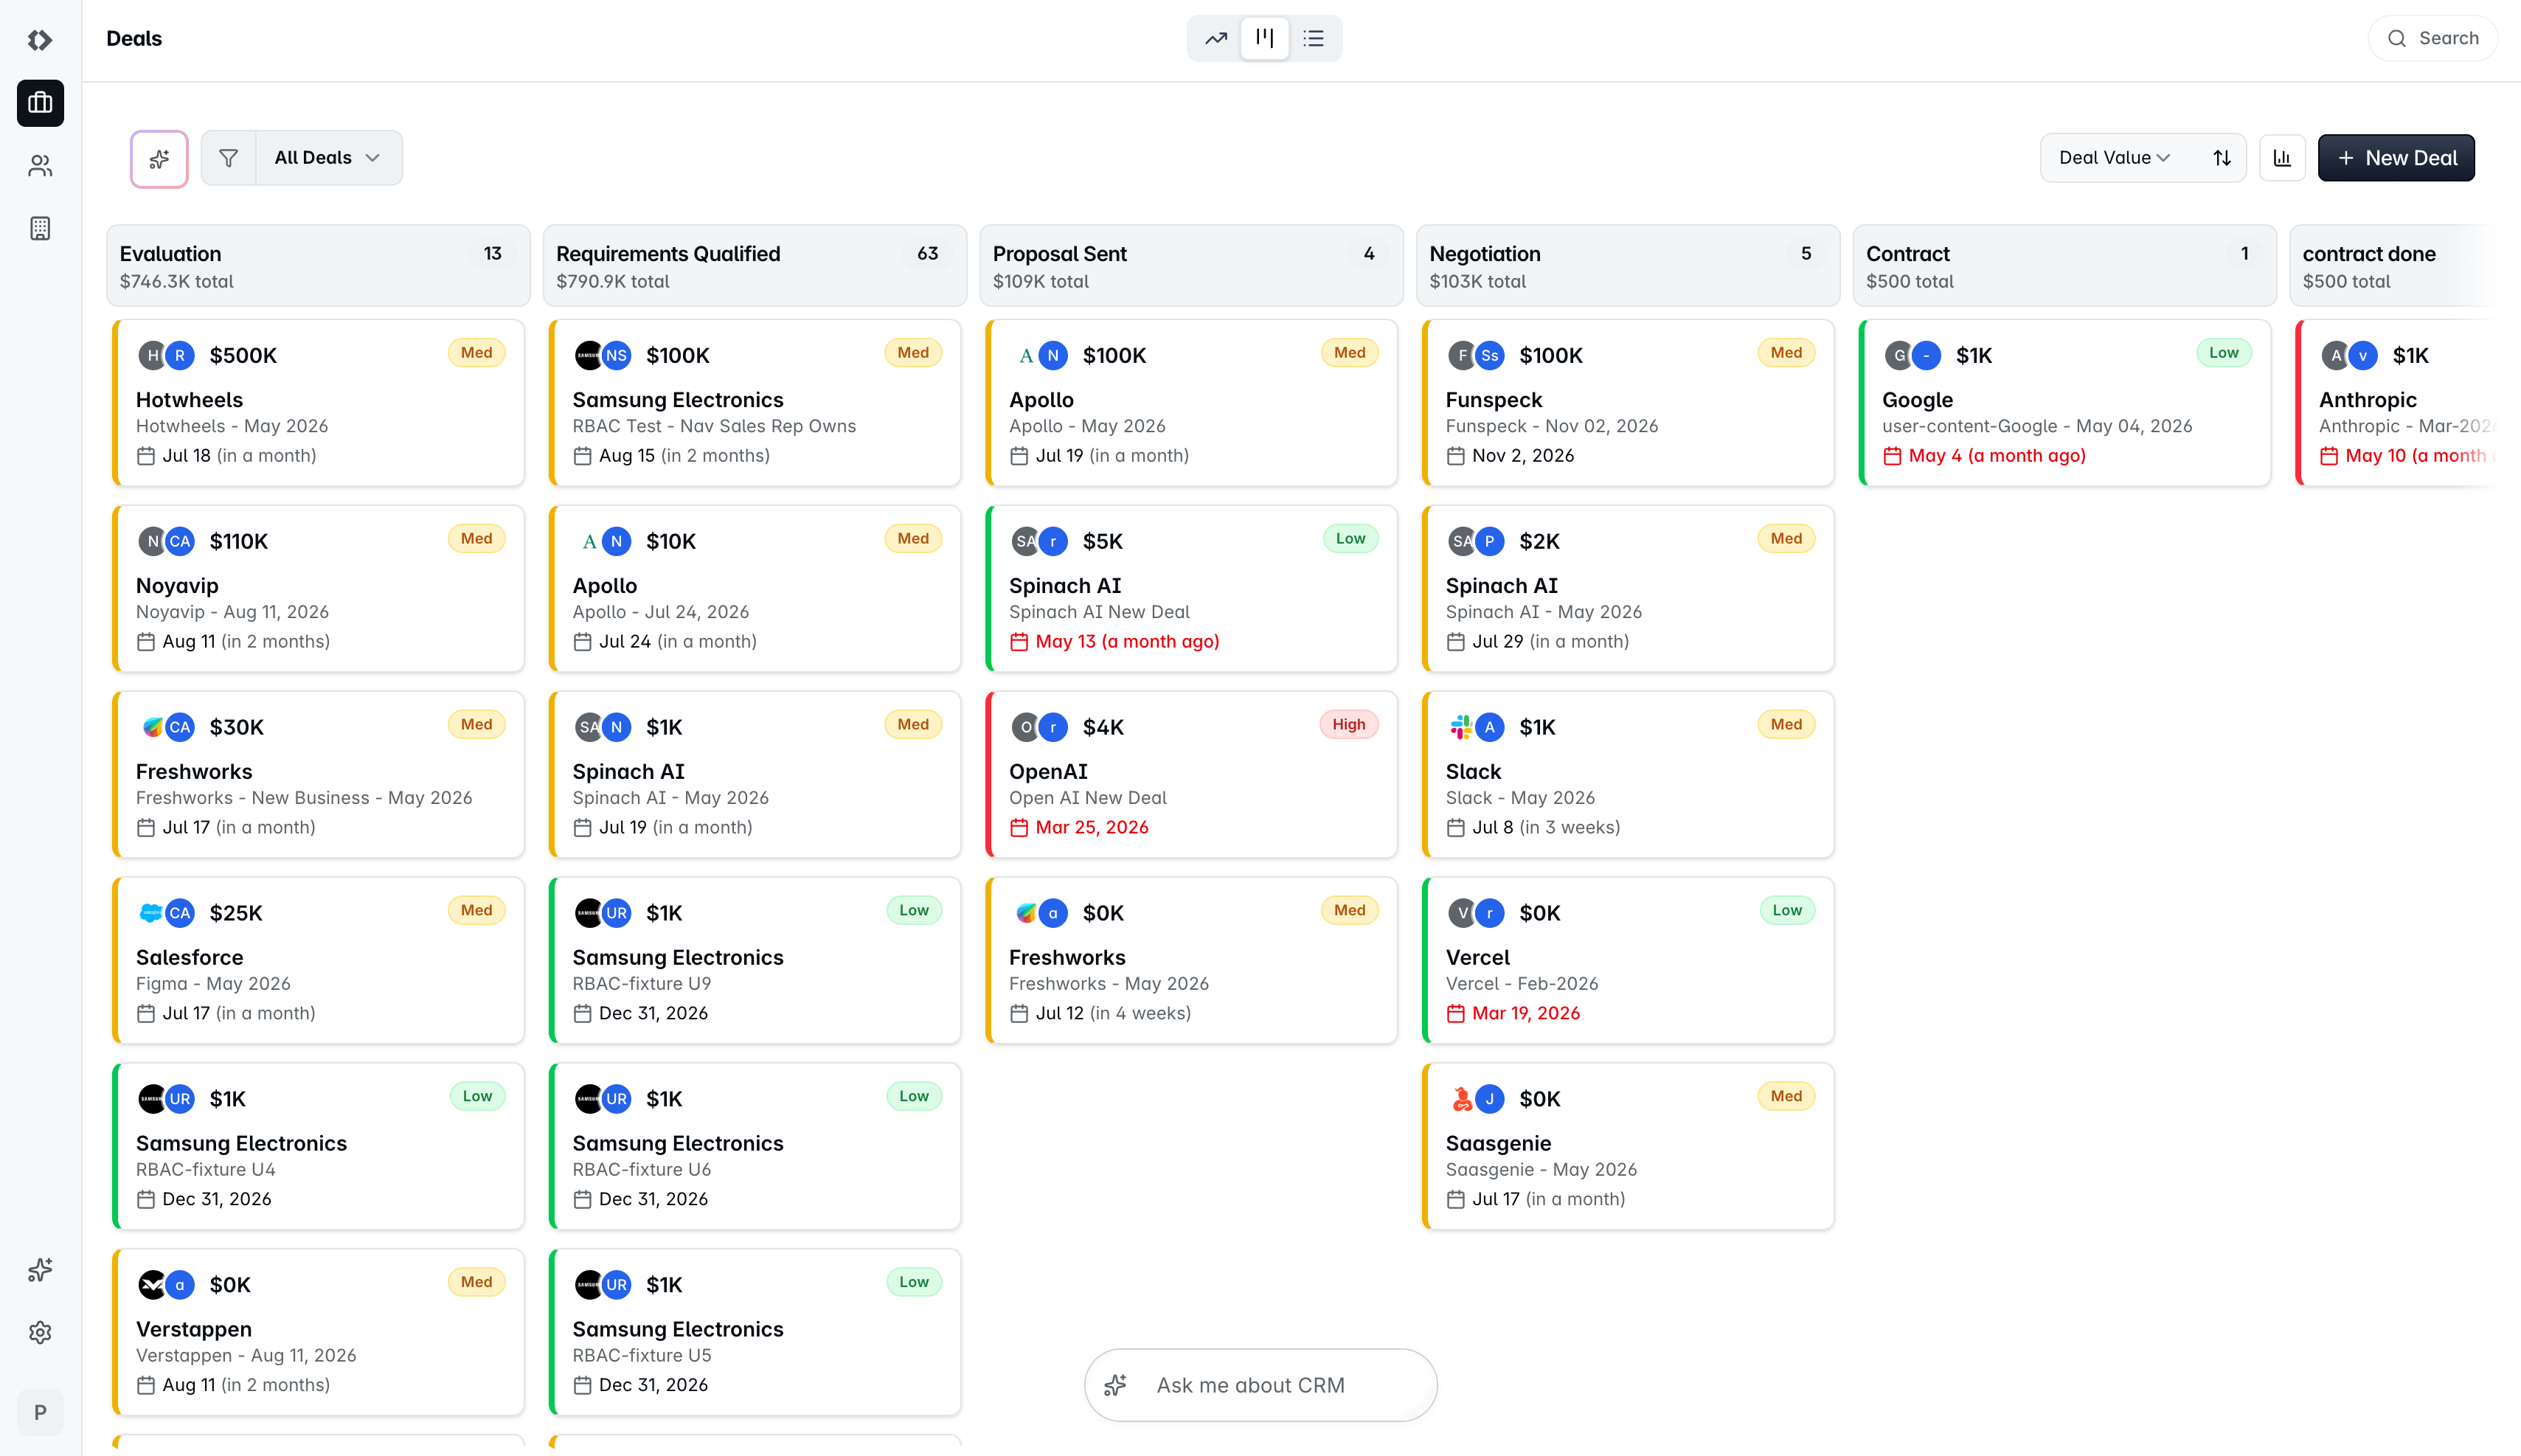 Deals
Search
All Deals
Deal Value
New Deal
Evaluation 13
$746.3K total
H R $500K Med
Hotwheels
Hotwheels - May 2026
Jul 18 (in a month)
N CA $110K Med
Noyavip
Noyavip - Aug 11, 2026
Aug 11 (in 2 months)
CA $30K Med
Freshworks
Freshworks - New Business - May 2026
Jul 17 (in a month)
CA $25K Med
Salesforce
Figma - May 2026
Jul 17 (in a month)
SAMSUNG UR $1K Low
Samsung Electronics
RBAC-fixture U4
Dec 31, 2026
a $0K Med
Verstappen
Verstappen - Aug 11, 2026
Aug 11 (in 2 months)
Requirements Qualified 63
$790.9K total
SAMSUNG NS $100K Med
Samsung Electronics
RBAC Test - Nav Sales Rep Owns
Aug 15 (in 2 months)
A N $10K Med
Apollo
Apollo - Jul 24, 2026
Jul 24 (in a month)
SA N $1K Med
Spinach AI
Spinach AI - May 2026
Jul 19 (in a month)
SAMSUNG UR $1K Low
Samsung Electronics
RBAC-fixture U9
Dec 31, 2026
SAMSUNG UR $1K Low
Samsung Electronics
RBAC-fixture U6
Dec 31, 2026
SAMSUNG UR $1K Low
Samsung Electronics
RBAC-fixture U5
Dec 31, 2026
Proposal Sent 4
$109K total
A N $100K Med
Apollo
Apollo - May 2026
Jul 19 (in a month)
SA r $5K Low
Spinach AI
Spinach AI New Deal
May 13 (a month ago)
O r $4K High
OpenAI
Open AI New Deal
Mar 25, 2026
a $0K Med
Freshworks
Freshworks - May 2026
Jul 12 (in 4 weeks)
Negotiation 5
$103K total
F Ss $100K Med
Funspeck
Funspeck - Nov 02, 2026
Nov 2, 2026
SA P $2K Med
Spinach AI
Spinach AI - May 2026
Jul 29 (in a month)
A $1K Med
Slack
Slack - May 2026
Jul 8 (in 3 weeks)
V r $0K Low
Vercel
Vercel - Feb-2026
Mar 19, 2026
J $0K Med
Saasgenie
Saasgenie - May 2026
Jul 17 (in a month)
Contract 1
$500 total
G - $1K Low
Google
user-content-Google - May 04, 2026
May 4 (a month ago)
contract done
$500 total
A v $1K
Anthropic
Anthropic - Mar-2026
May 10 (a month
Ask me about CRM
P